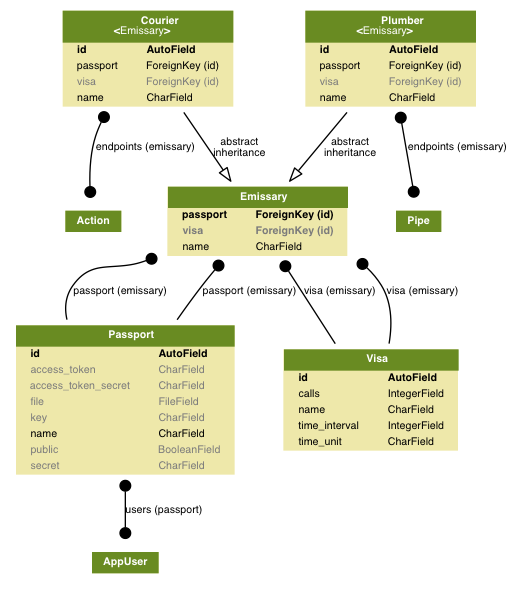 Courier
<Emissary>
id AutoField
passport ForeignKey (id)
visa ForeignKey (id)
name CharField
Plumber
<Emissary>
id AutoField
passport ForeignKey (id)
visa ForeignKey (id)
name CharField
endpoints (emissary)
abstract
inheritance
abstract
inheritance
endpoints (emissary)
Action
Emissary
passport ForeignKey (id)
visa ForeignKey (id)
name CharField
Pipe
passport (emissary)
passport (emissary)
visa (emissary)
visa (emissary)
Passport
id AutoField
access_token CharField
access_token_secret CharField
file FileField
key CharField
name CharField
public BooleanField
secret CharField
Visa
id AutoField
calls IntegerField
name CharField
time_interval IntegerField
time_unit CharField
users (passport)
AppUser